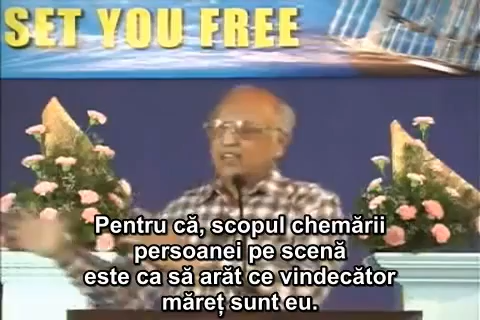 SET YOU FREE
Pentru că, scopul chemării
persoanei pe scenă
este ca să arăt ce vindecător
măreț sunt eu.